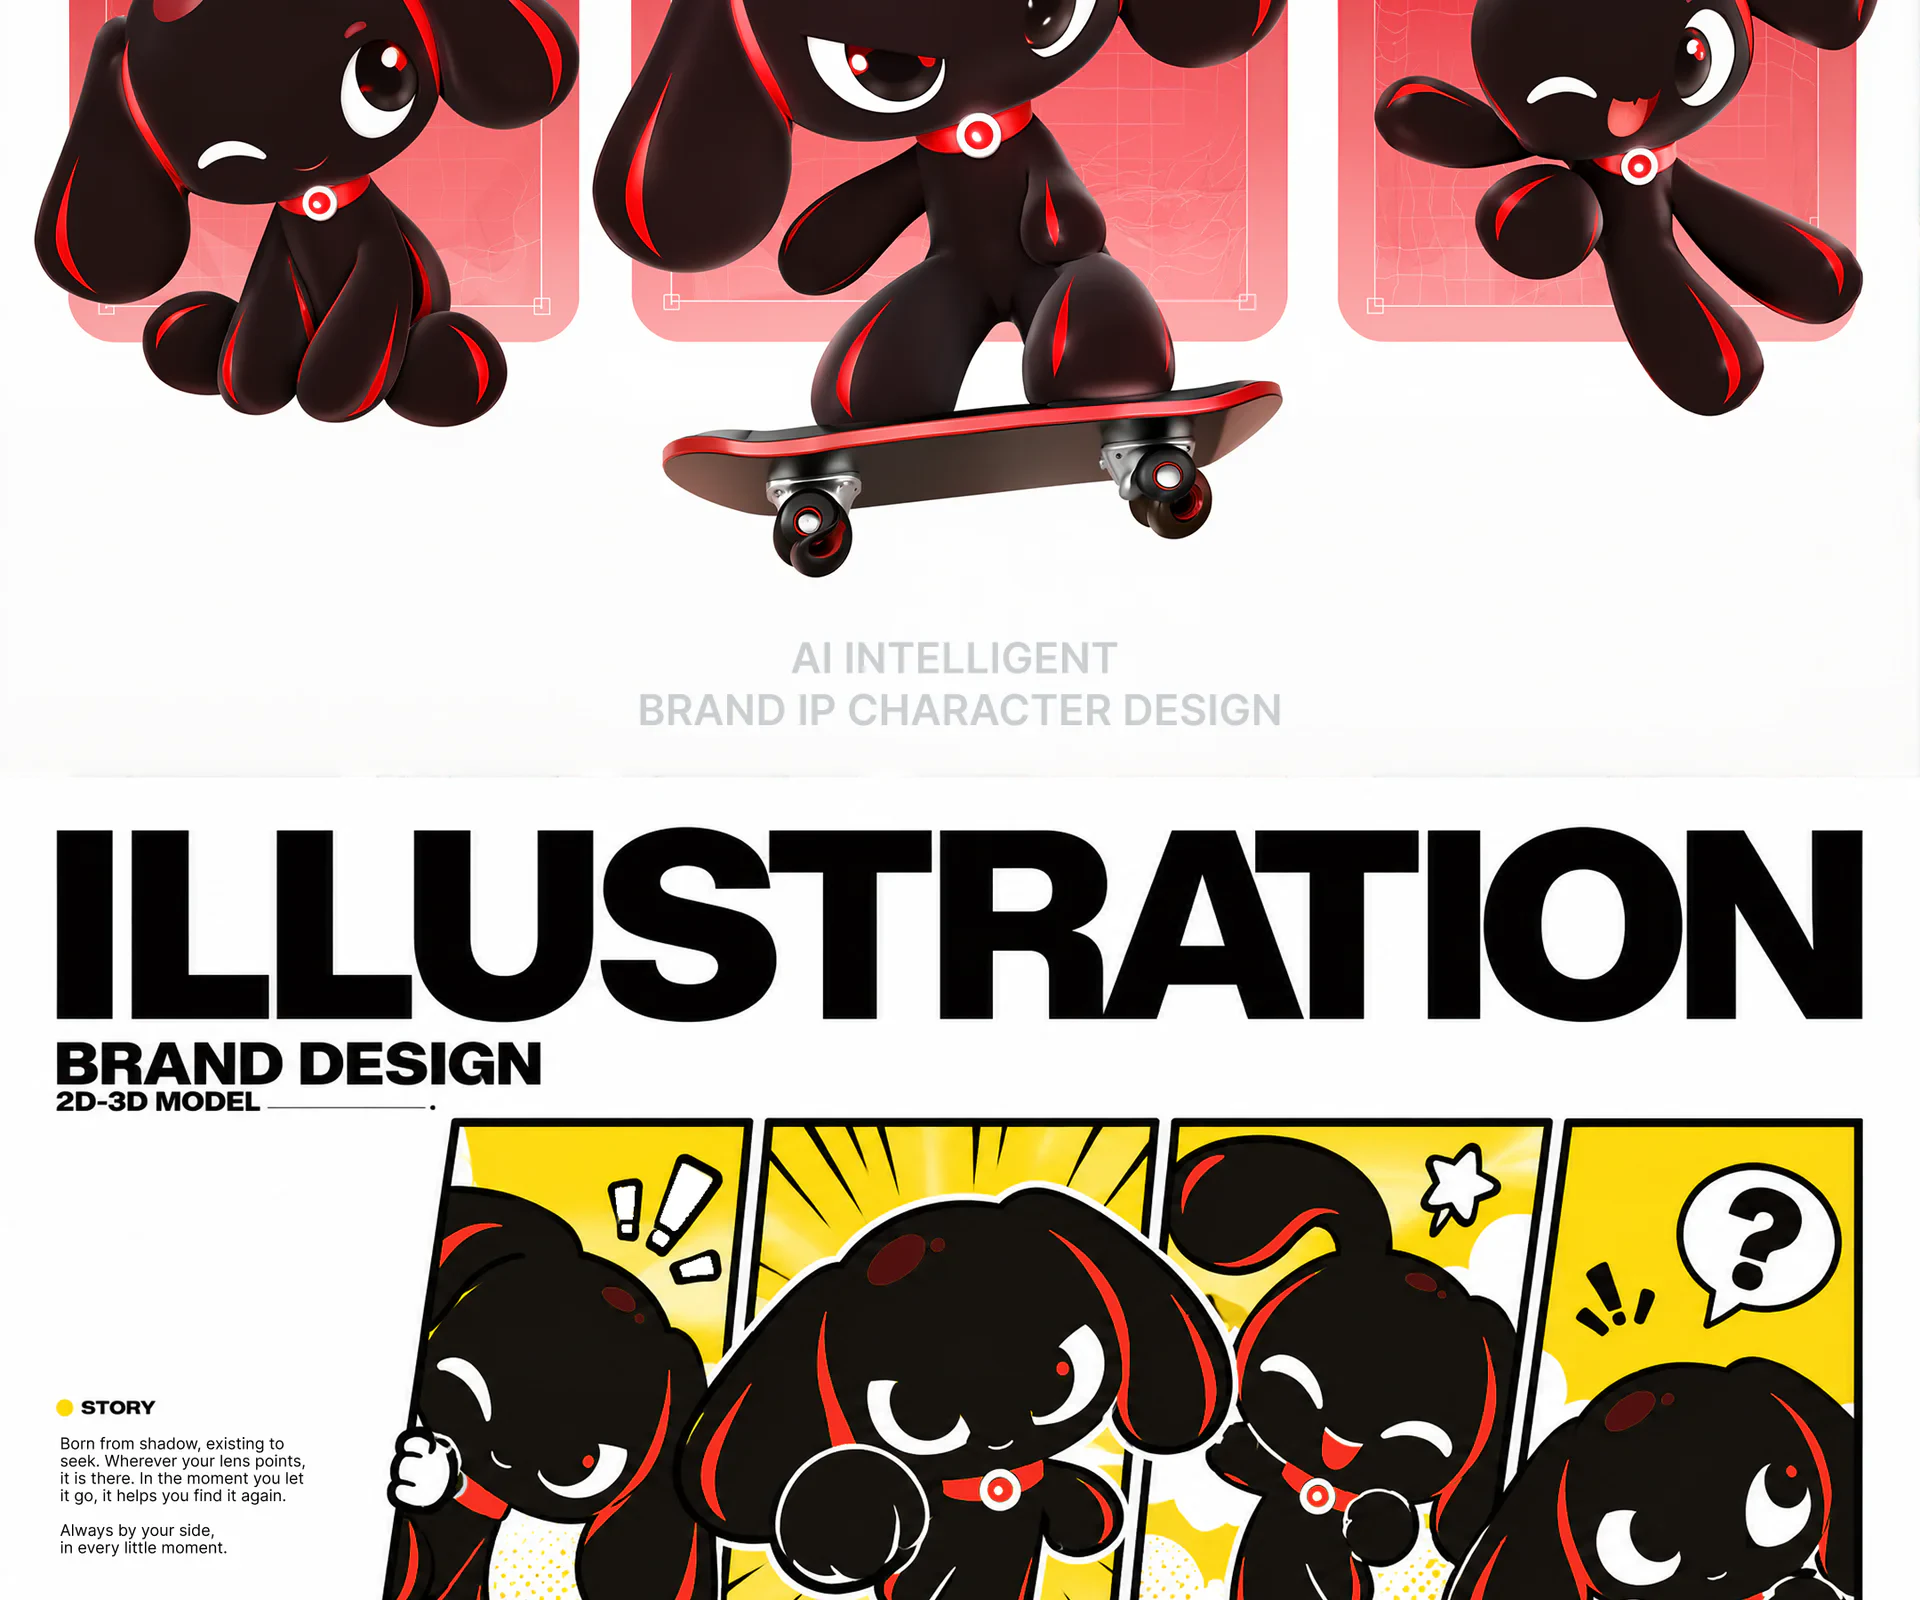 AI INTELLIGENT
BRAND IP CHARACTER DESIGN
ILLUSTRATION
BRAND DESIGN
2D-3D MODEL
?
STORY
Born from shadow, existing to
seek. Wherever your lens points,
it is there. In the moment you let
it go, it helps you find it again.
Always by your side,
in every little moment.